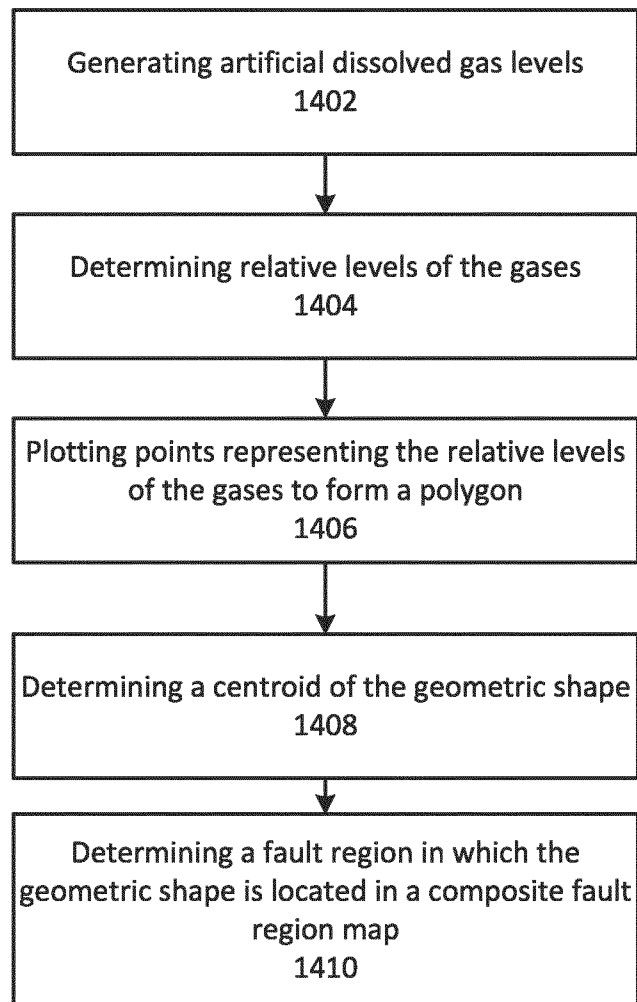 Generating artificial dissolved gas levels
1402
Determining relative levels of the gases
1404
Plotting points representing the relative levels
of the gases to form a polygon
1406
Determining a centroid of the geometric shape
1408
Determining a fault region in which the
geometric shape is located in a composite fault
region map
1410